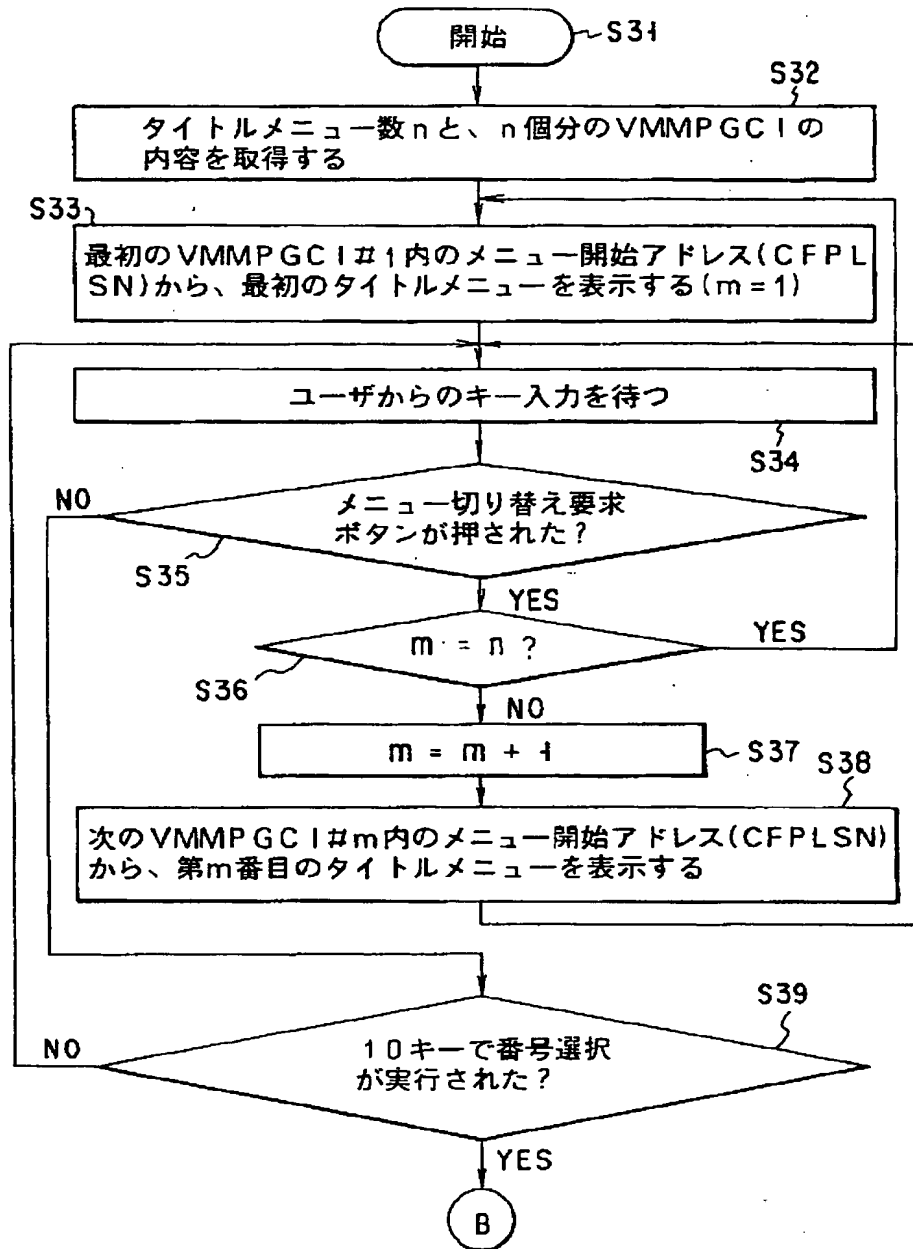 開始
S31
S32
タイトルメニュー数nと、n個分のVMMPGCIの
内容を取得する
S33
最初のVMMPGCI#1内のメニュー開始アドレス(CFPL
SN)から、最初のタイトルメニューを表示する(m=1)
ユーザからのキー入力を待つ
S34
NO
メニュー切り替え要求
ボタンが押された?
S35
YES
m = n ?
YES
S36
NO
m = m + 1
S37
S38
次のVMMPGCI#m内のメニュー開始アドレス(CFPLSN)
から、第m番目のタイトルメニューを表示する
S39
NO
10キーで番号選択
が実行された?
YES
B